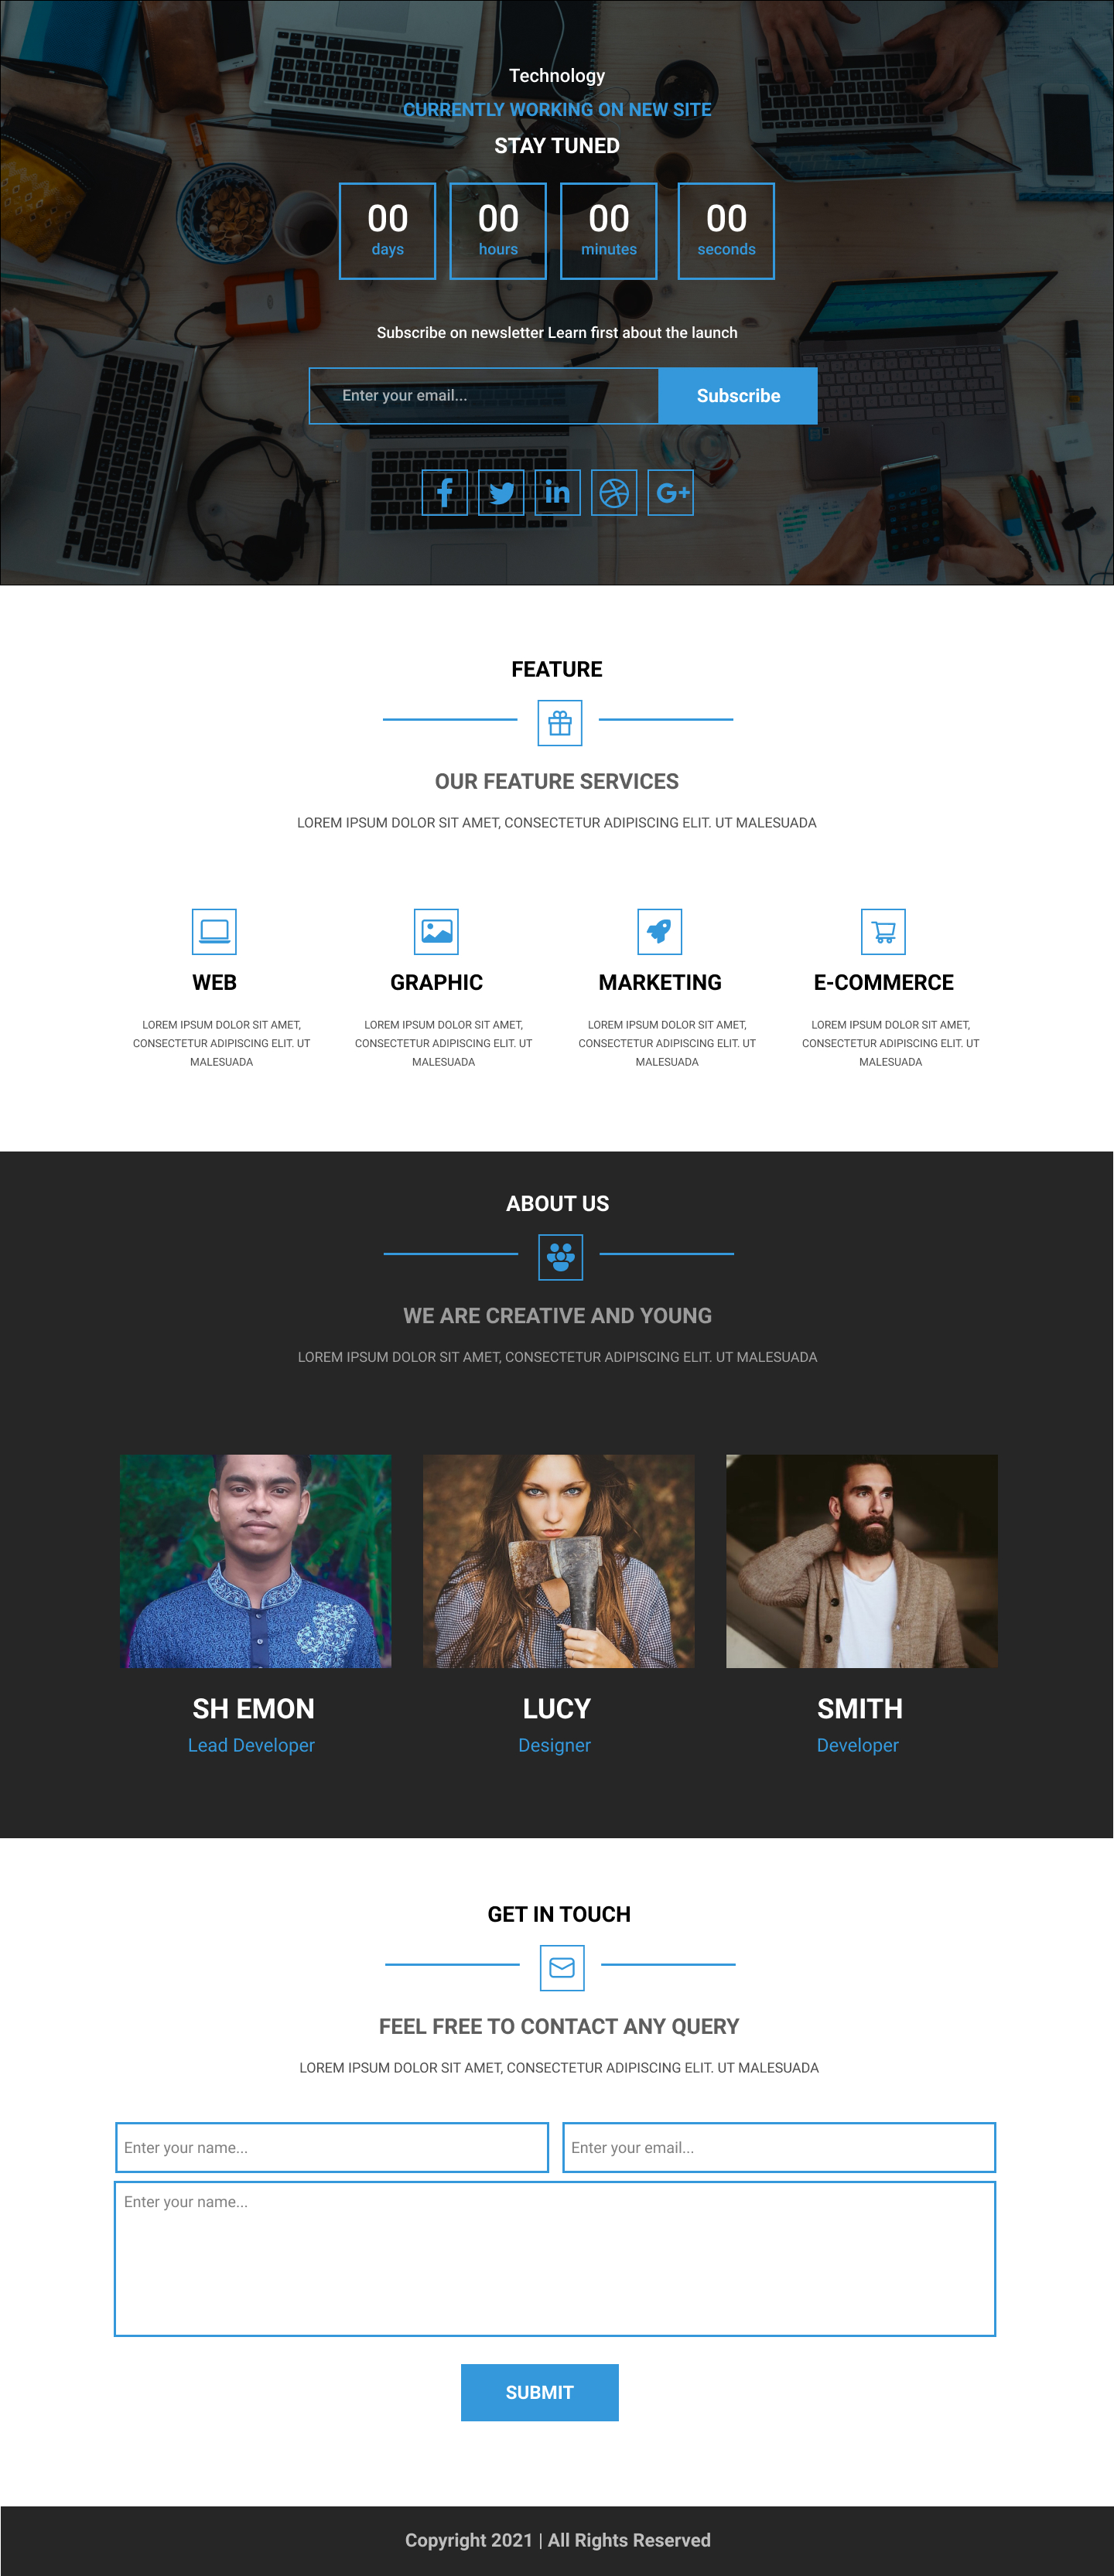 Technology
CURRENTLY WORKING ON NEW SITE
STAY TUNED
00 00 00 00
days hours minutes seconds
Subscribe on newsletter Learn first about the launch
Enter your email... Subscribe
f in G+
FEATURE
OUR FEATURE SERVICES
LOREM IPSUM DOLOR SIT AMET, CONSECTETUR ADIPISCING ELIT. UT MALESUADA
WEB GRAPHIC MARKETING E-COMMERCE
LOREM IPSUM DOLOR SIT AMET,
CONSECTETUR ADIPISCING ELIT. UT
MALESUADA
LOREM IPSUM DOLOR SIT AMET,
CONSECTETUR ADIPISCING ELIT. UT
MALESUADA
LOREM IPSUM DOLOR SIT AMET,
CONSECTETUR ADIPISCING ELIT. UT
MALESUADA
LOREM IPSUM DOLOR SIT AMET,
CONSECTETUR ADIPISCING ELIT. UT
MALESUADA
ABOUT US
WE ARE CREATIVE AND YOUNG
LOREM IPSUM DOLOR SIT AMET, CONSECTETUR ADIPISCING ELIT. UT MALESUADA
SH EMON
Lead Developer
LUCY
Designer
SMITH
Developer
GET IN TOUCH
FEEL FREE TO CONTACT ANY QUERY
LOREM IPSUM DOLOR SIT AMET, CONSECTETUR ADIPISCING ELIT. UT MALESUADA
Enter your name... Enter your email...
Enter your name...
SUBMIT
Copyright 2021 | All Rights Reserved